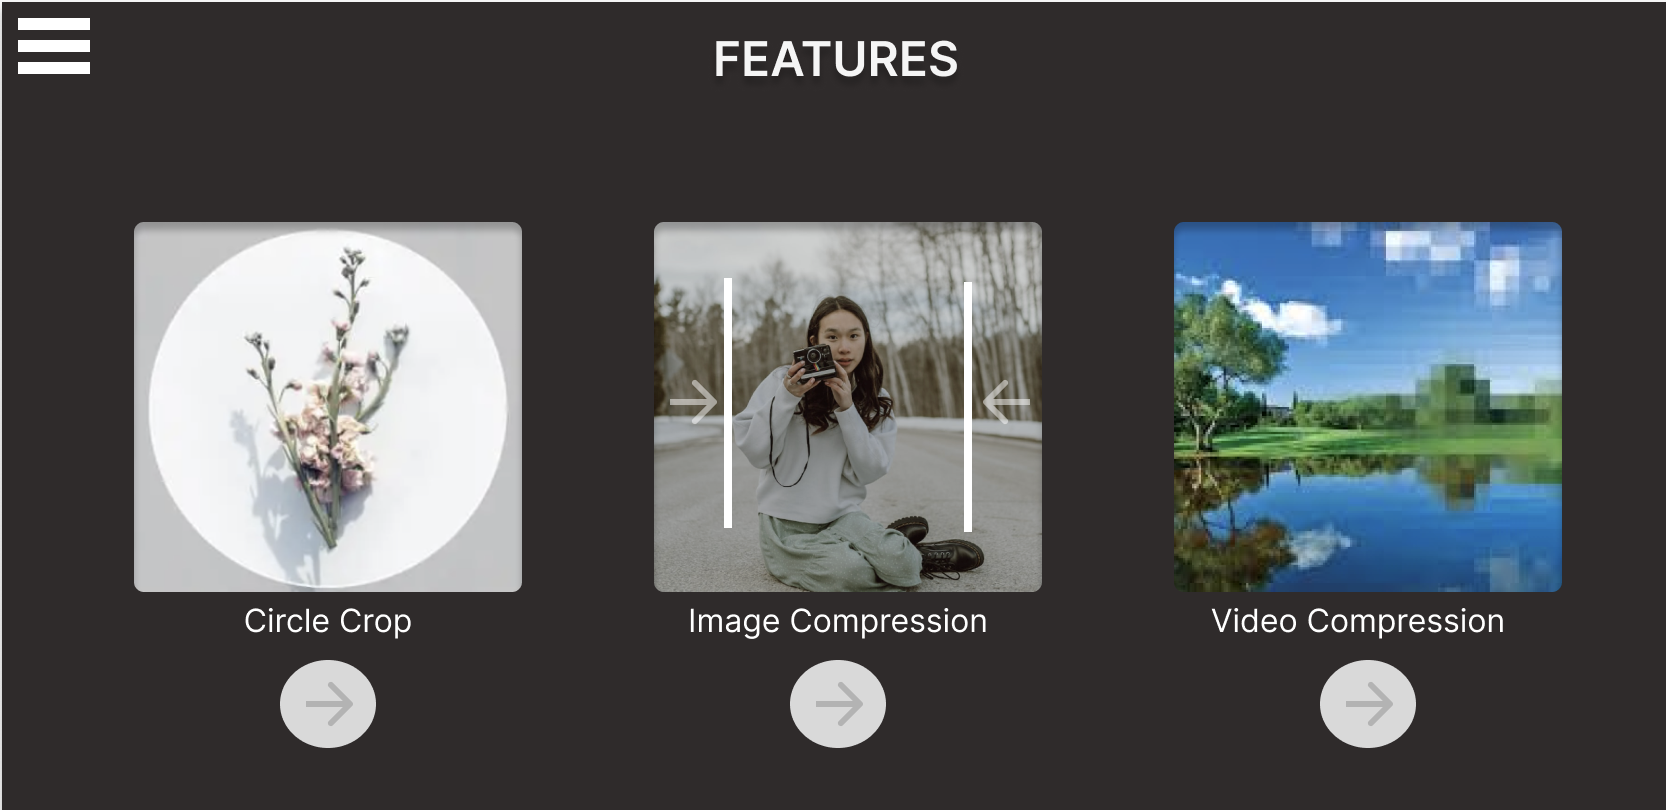 FEATURES
Circle Crop
Image Compression
Video Compression